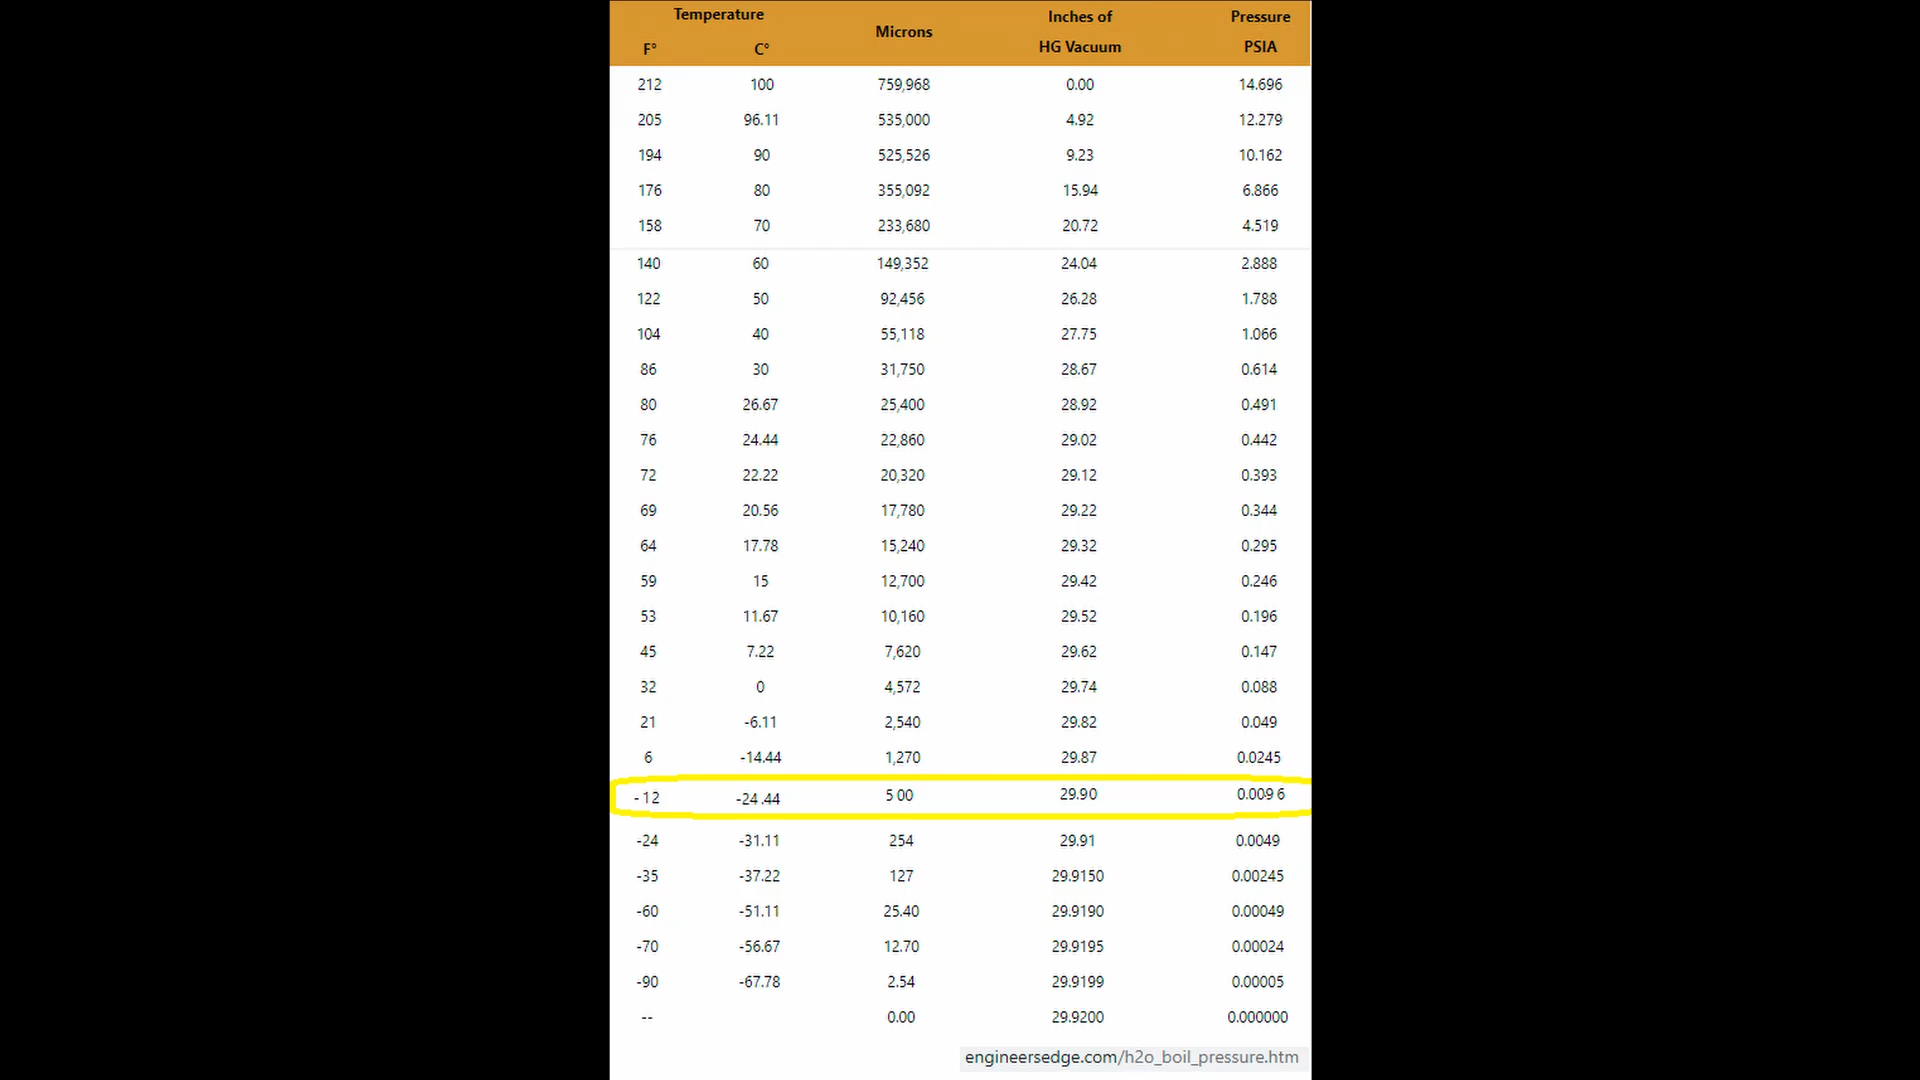 Temperature Microns Inches of HG Vacuum Pressure PSIA
F° C°
212 100 759,968 0.00 14.696
205 96.11 535,000 4.92 12.279
194 90 525,526 9.23 10.162
176 80 355,092 15.94 6.866
158 70 233,680 20.72 4.519
140 60 149,352 24.04 2.888
122 50 92,456 26.28 1.788
104 40 55,118 27.75 1.066
86 30 31,750 28.67 0.614
80 26.67 25,400 28.92 0.491
76 24.44 22,860 29.02 0.442
72 22.22 20,320 29.12 0.393
69 20.56 17,780 29.22 0.344
64 17.78 15,240 29.32 0.295
59 15 12,700 29.42 0.246
53 11.67 10,160 29.52 0.196
45 7.22 7,620 29.62 0.147
32 0 4,572 29.74 0.088
21 -6.11 2,540 29.82 0.049
6 -14.44 1,270 29.87 0.0245
-12 -24.44 500 29.90 0.0096
-24 -31.11 254 29.91 0.0049
-35 -37.22 127 29.9150 0.00245
-60 -51.11 25.40 29.9190 0.00049
-70 -56.67 12.70 29.9195 0.00024
-90 -67.78 2.54 29.9199 0.00005
-- 0.00 29.9200 0.000000
engineersedge.com/h2o_boil_pressure.htm